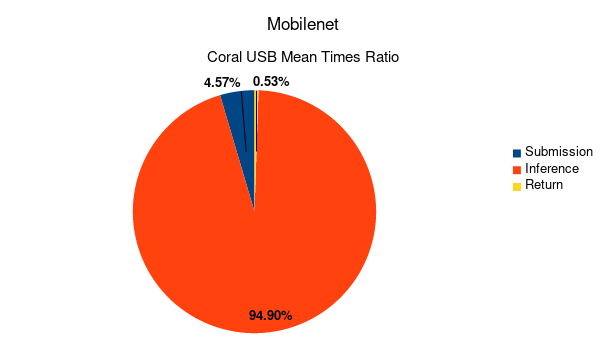 Mobilenet
Coral USB Mean Times Ratio
4.57%
0.53%
Submission
Inference
Return
94.90%